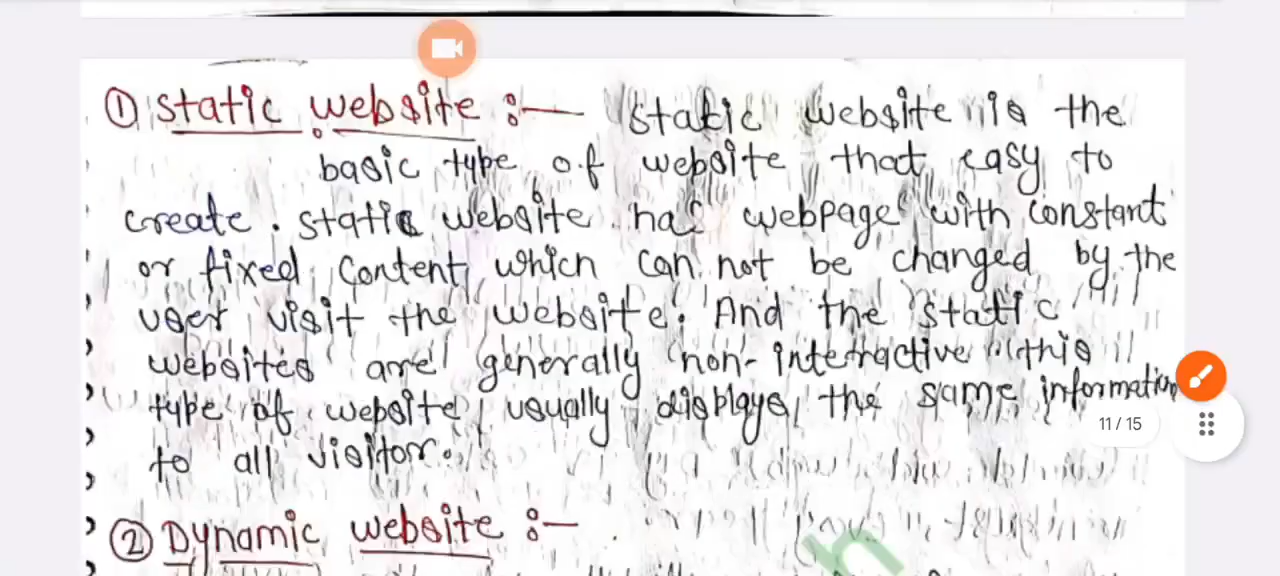 ① Static website :—  Static website is the
basic type of website that easy to
create. static website has webpage with constant
or fixed content which can not be changed by the
user visit the website. And the static
websites are generally non-interactive this
type of website usually displays the same information
11 / 15
to all visitor.
② Dynamic website :—